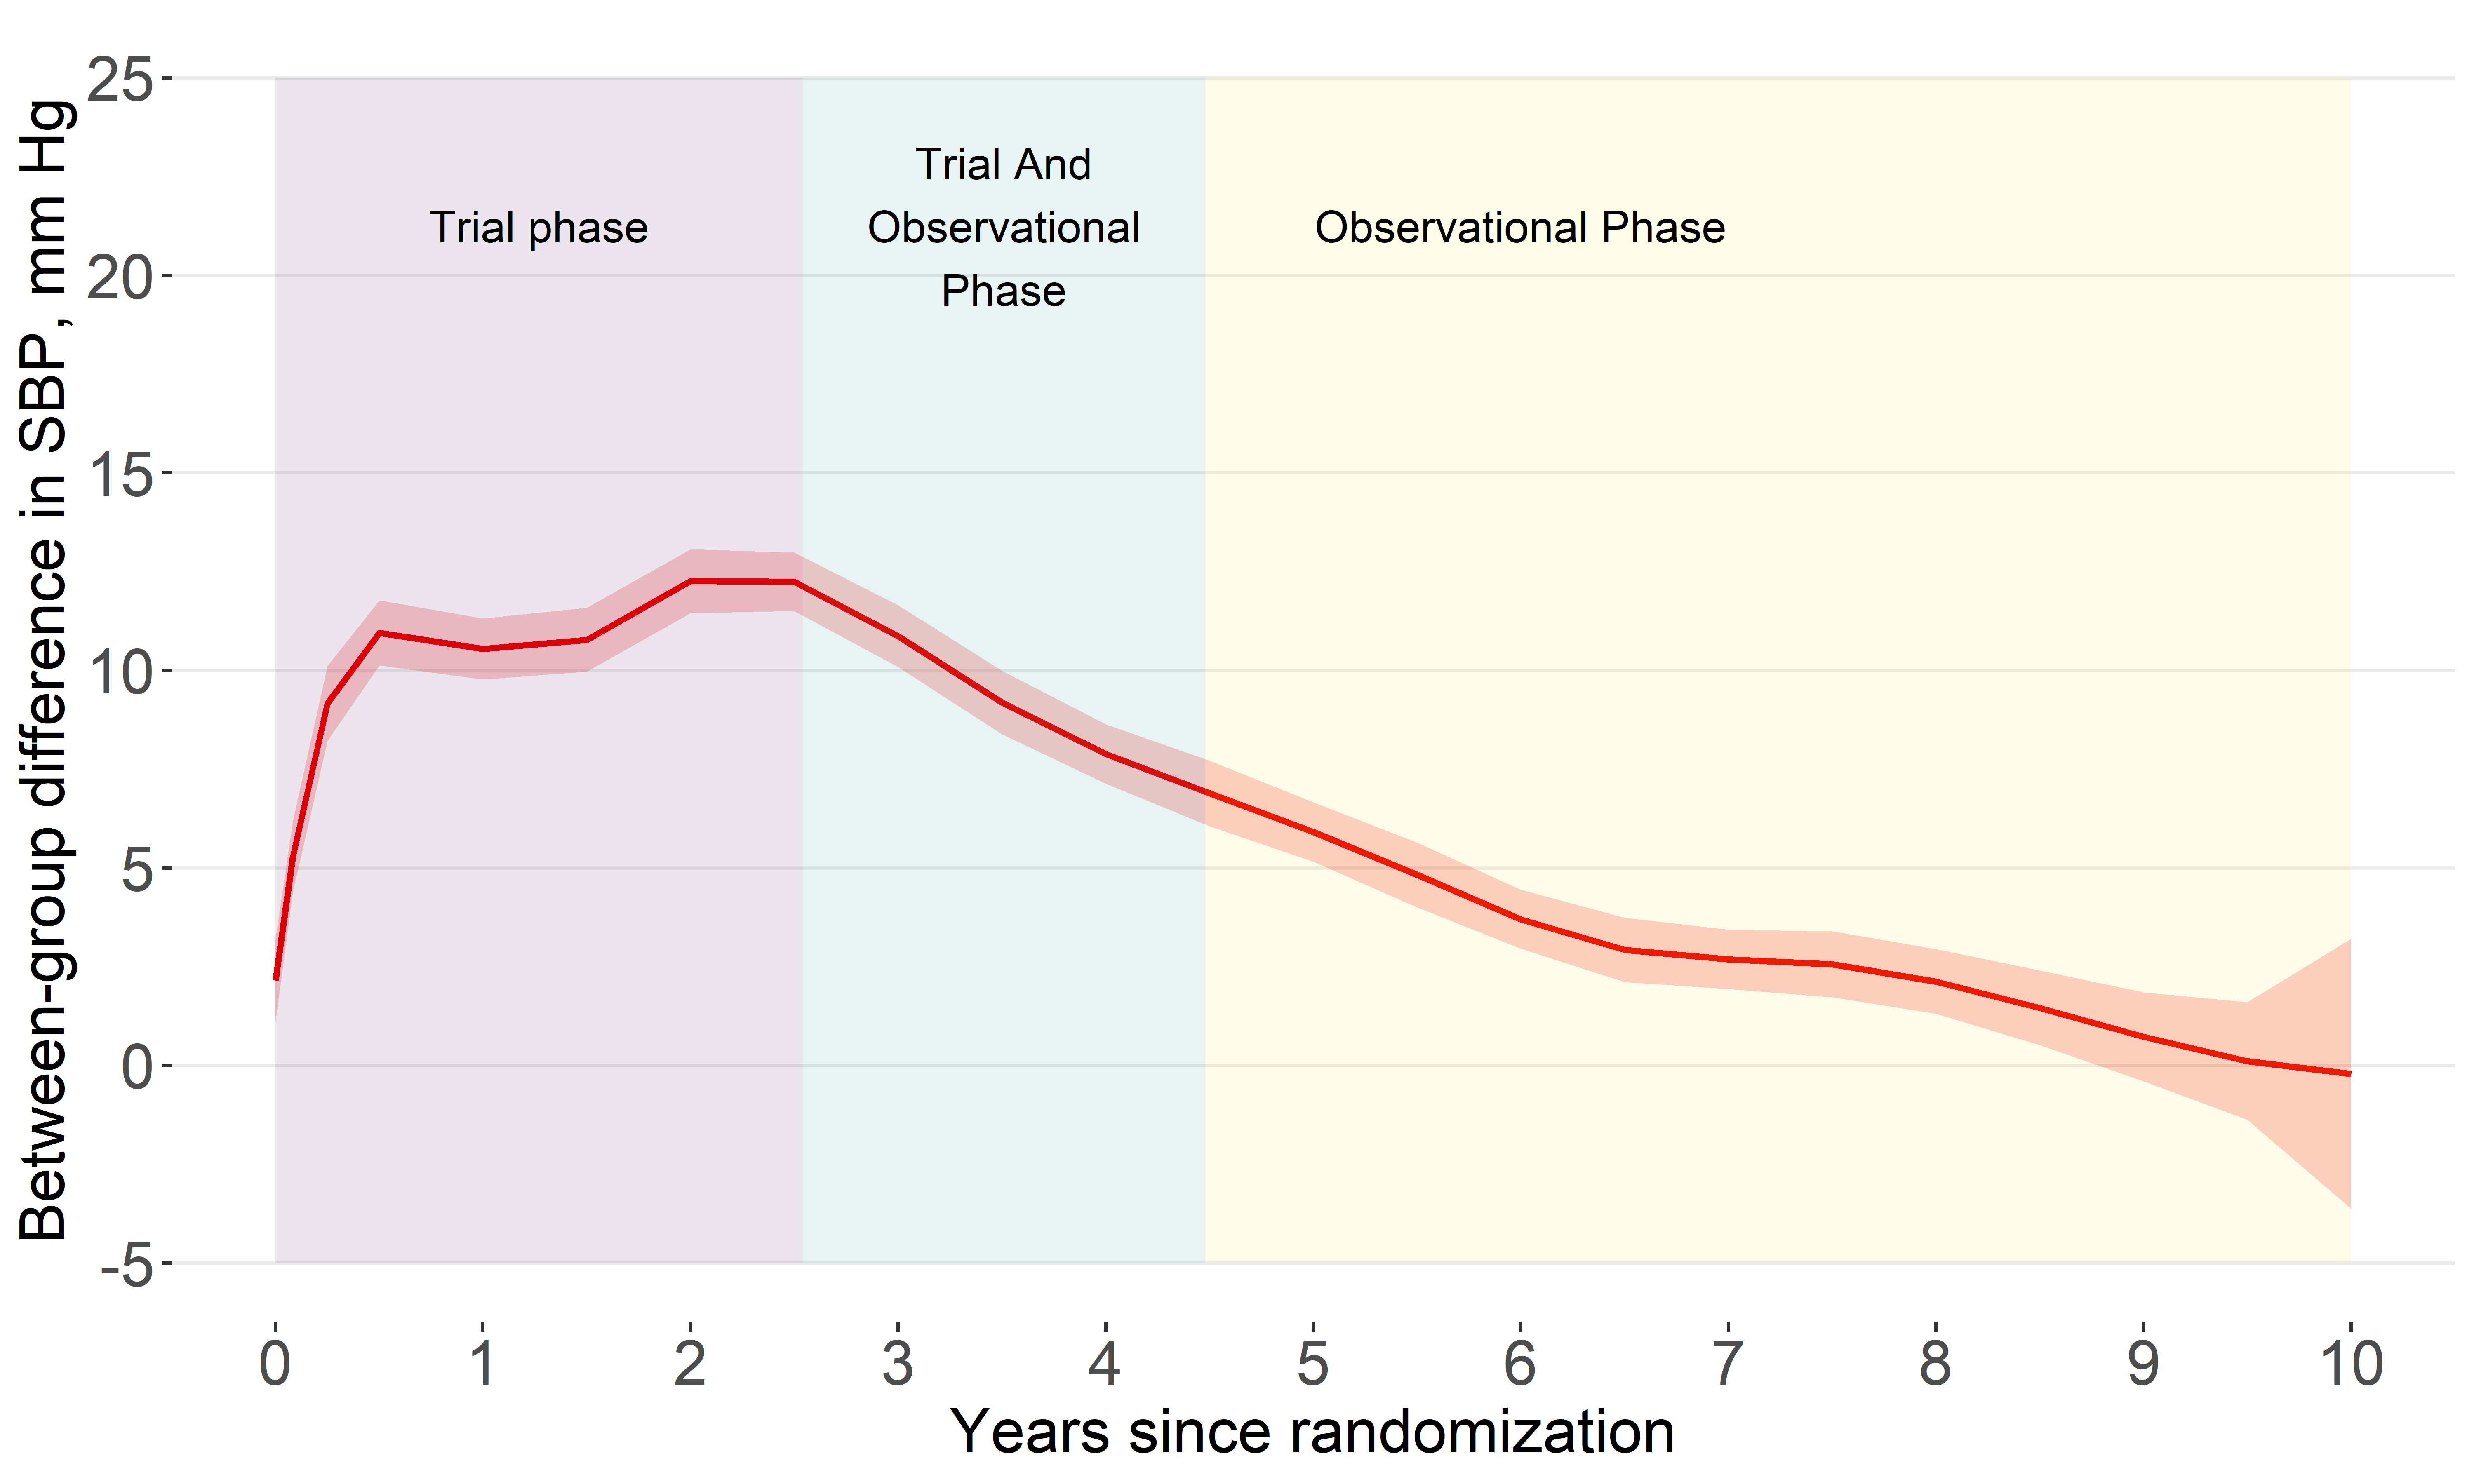 Between-group difference in SBP, mm Hg
25
20
15
10
5
0
-5
Trial phase
Trial And
Observational
Phase
Observational Phase
0 1 2 3 4 5 6 7 8 9 10
Years since randomization